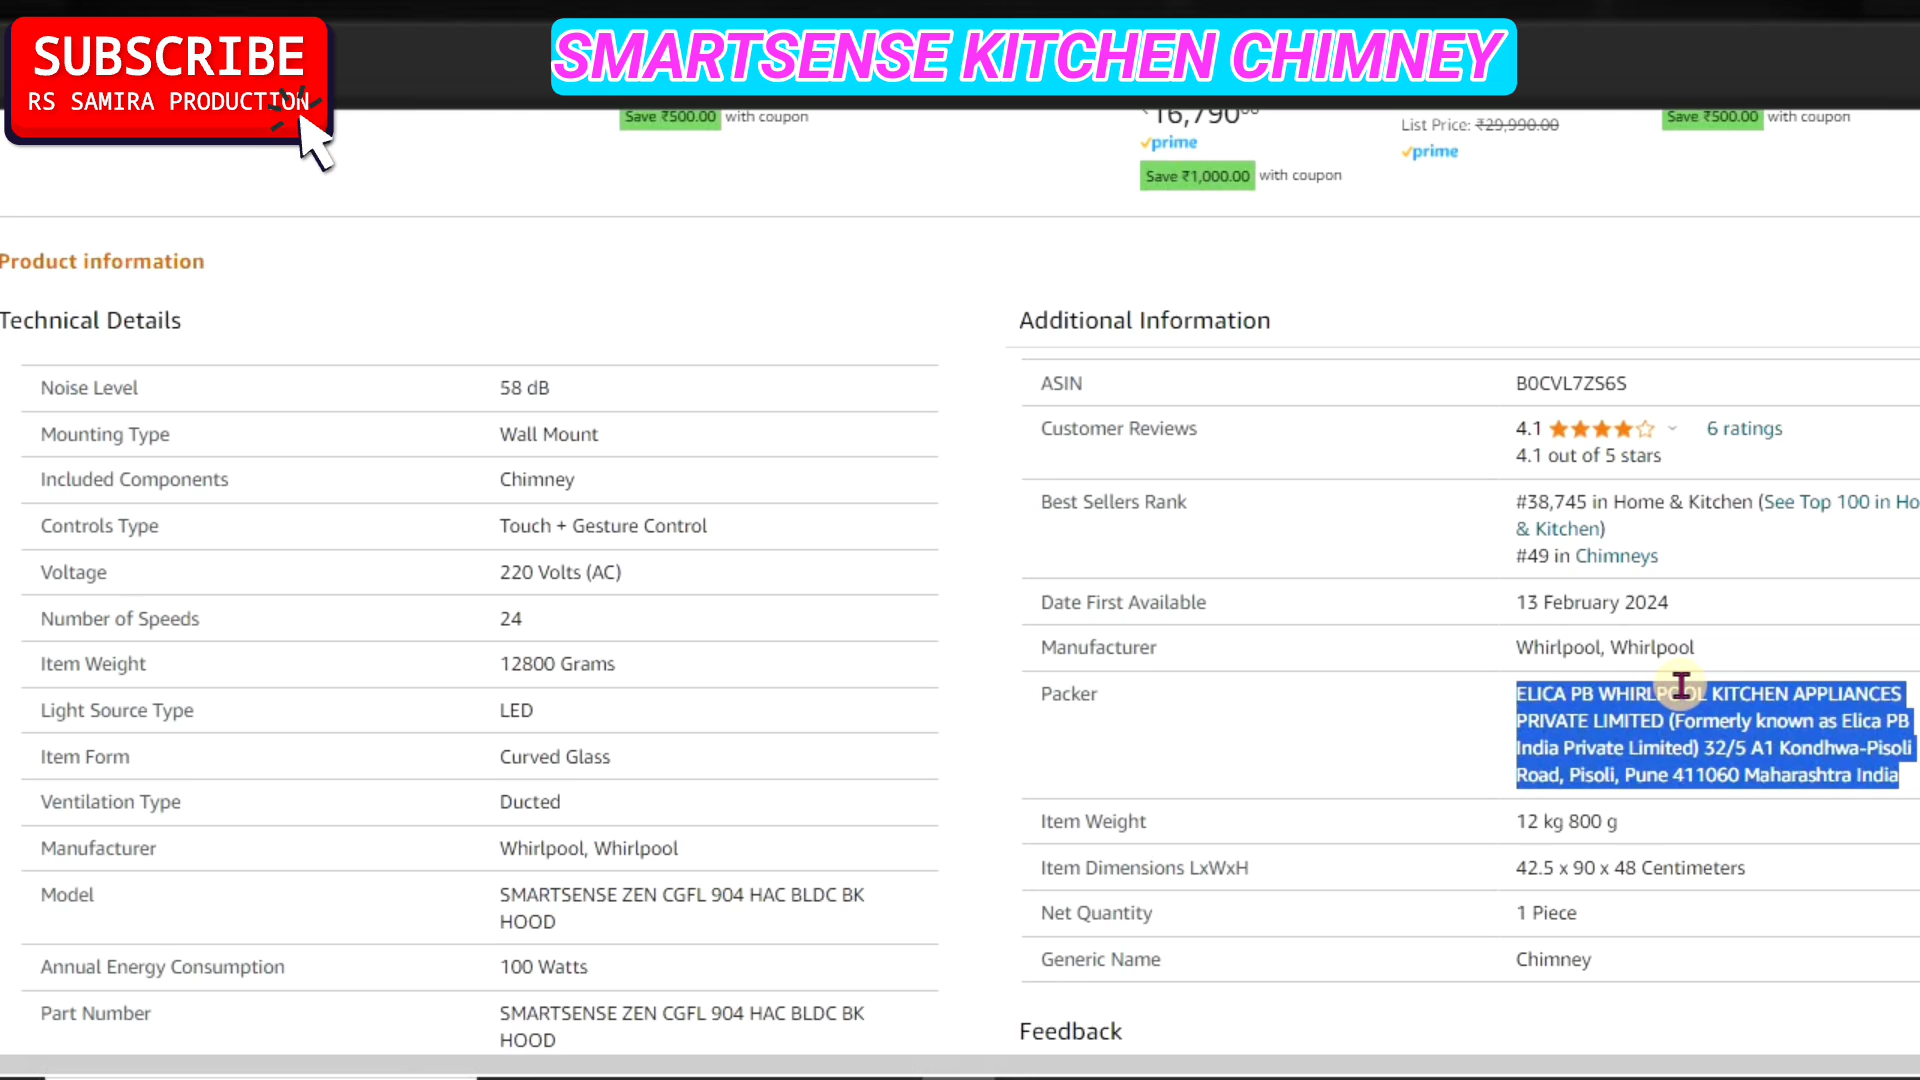 SUBSCRIBE
RS SAMIRA PRODUCTION
SMARTSENSE KITCHEN CHIMNEY
Save ₹500.00 with coupon
₹16,790.00
prime
Save ₹1,000.00 with coupon
List Price: ₹29,990.00
prime
Save ₹500.00 with coupon
Product information
Technical Details
Noise Level 58 dB
Mounting Type Wall Mount
Included Components Chimney
Controls Type Touch + Gesture Control
Voltage 220 Volts (AC)
Number of Speeds 24
Item Weight 12800 Grams
Light Source Type LED
Item Form Curved Glass
Ventilation Type Ducted
Manufacturer Whirlpool, Whirlpool
Model SMARTSENSE ZEN CGFL 904 HAC BLDC BK
HOOD
Annual Energy Consumption 100 Watts
Part Number SMARTSENSE ZEN CGFL 904 HAC BLDC BK
HOOD
Additional Information
ASIN B0CVL7ZS6S
Customer Reviews 4.1 6 ratings
4.1 out of 5 stars
Best Sellers Rank #38,745 in Home & Kitchen (See Top 100 in Ho
& Kitchen)
#49 in Chimneys
Date First Available 13 February 2024
Manufacturer Whirlpool, Whirlpool
Packer ELICA PB WHIRLPOOL KITCHEN APPLIANCES
PRIVATE LIMITED (Formerly known as Elica PB
India Private Limited) 32/5 A1 Kondhwa-Pisoli
Road, Pisoli, Pune 411060 Maharashtra India
Item Weight 12 kg 800 g
Item Dimensions LxWxH 42.5 x 90 x 48 Centimeters
Net Quantity 1 Piece
Generic Name Chimney
Feedback